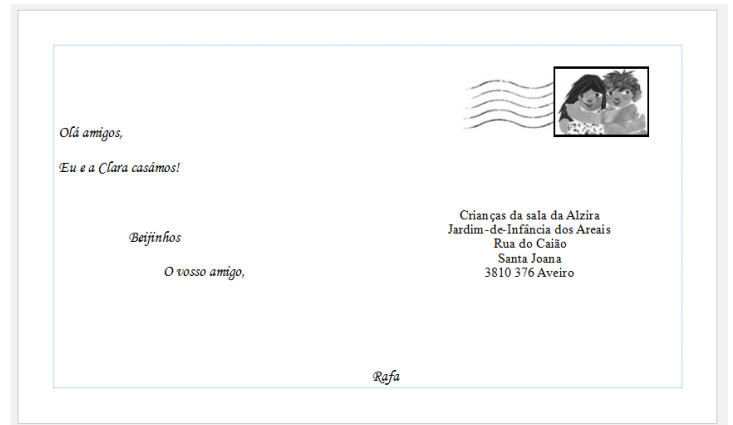 Olá amigos,
Eu e a Clara casámos!
Beijinhos
O vosso amigo,
Rafa
Crianças da sala da Alzira
Jardim-de-Infância dos Areais
Rua do Caião
Santa Joana
3810 376 Aveiro